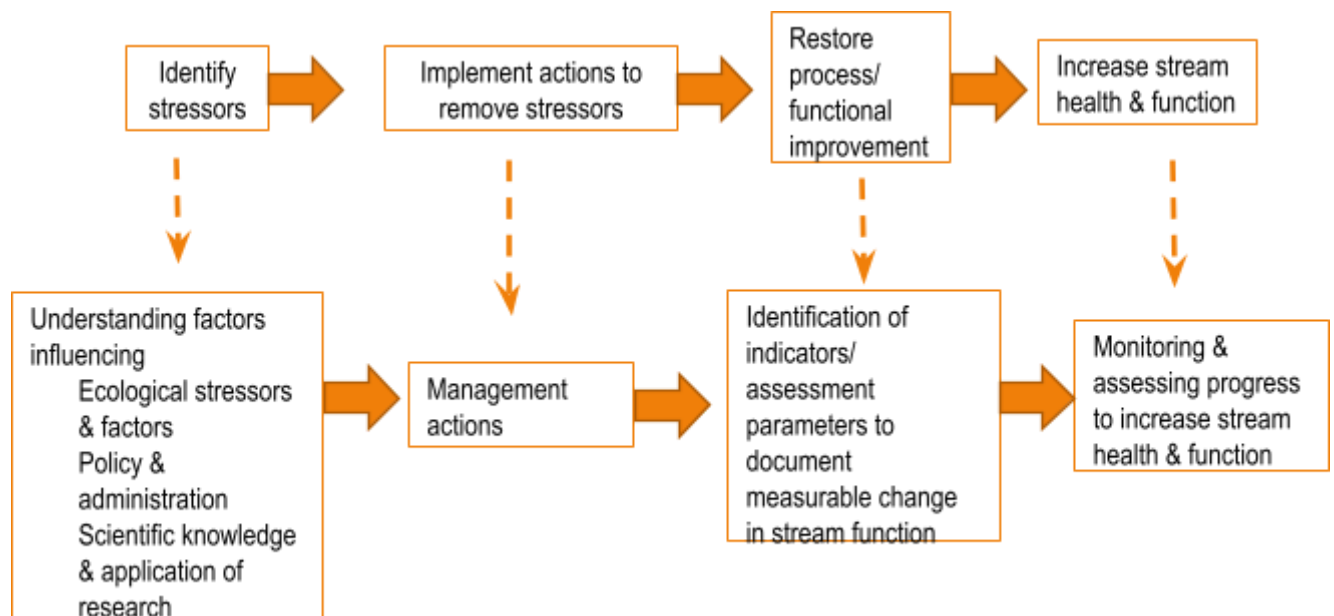 Identify
stressors
Implement actions to
remove stressors
Restore
process/
functional
improvement
Increase stream
health & function
Understanding factors
influencing
Ecological stressors
& factors
Policy &
administration
Scientific knowledge
& application of
research
Management
actions
Identification of
indicators/
assessment
parameters to
document
measurable change
in stream function
Monitoring &
assessing progress
to increase stream
health & function